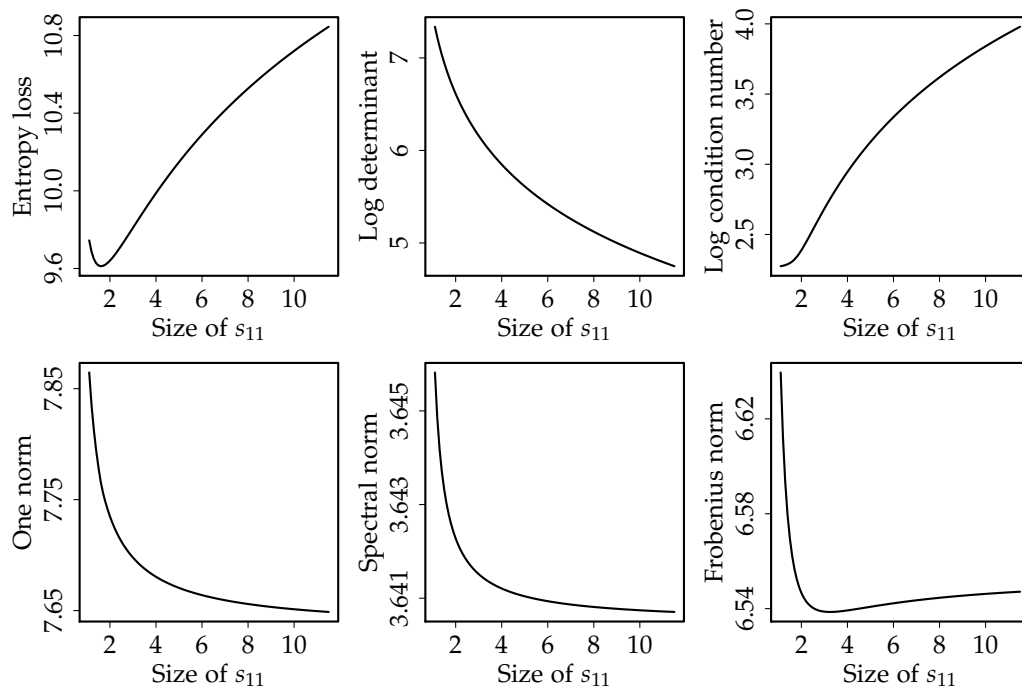 Entropy loss
9.6 10.0 10.4 10.8
2 4 6 8 10
Size of s11
Log determinant
5 6 7
2 4 6 8 10
Size of s11
Log condition number
2.5 3.0 3.5 4.0
2 4 6 8 10
Size of s11
One norm
7.65 7.75 7.85
2 4 6 8 10
Size of s11
Spectral norm
3.641 3.643 3.645
2 4 6 8 10
Size of s11
Frobenius norm
6.54 6.58 6.62
2 4 6 8 10
Size of s11